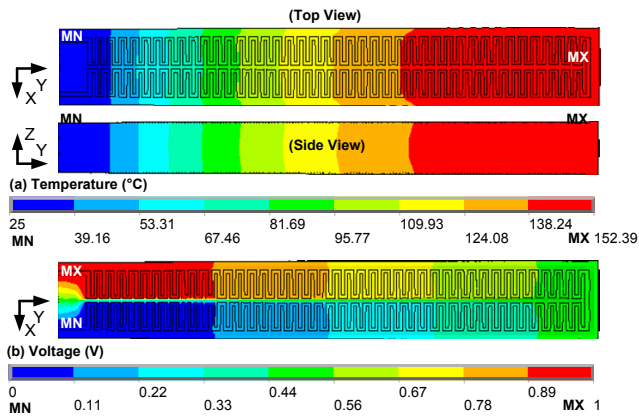 (Top View)
MN
MX
Y
X
MN
MX
Z
Y
(Side View)
(a) Temperature (°C)
25 53.31 81.69 109.93 138.24
MN 39.16 67.46 95.77 124.08 MX 152.39
MX
Y
X
MN
(b) Voltage (V)
0 0.22 0.44 0.67 0.89
MN 0.11 0.33 0.56 0.78 MX 1